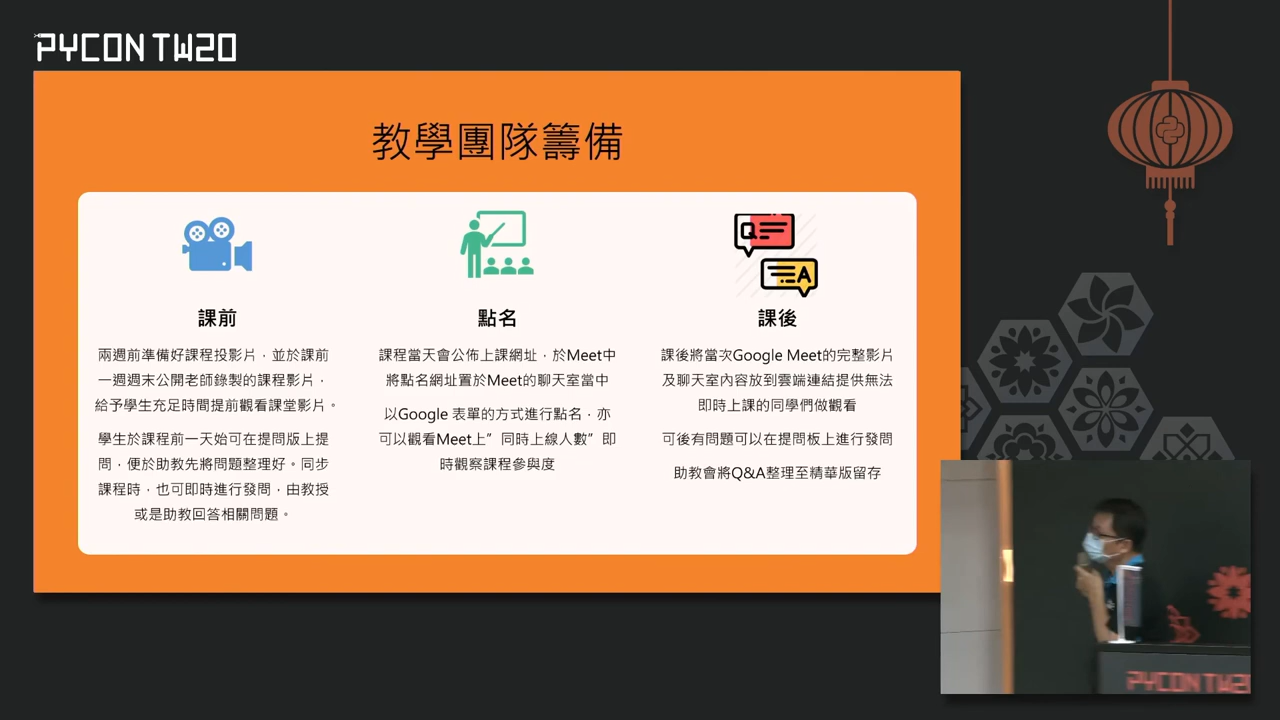 PYCON TW20
教學團隊籌備
課前
兩週前準備好課程投影片，並於課前
一週週末公開老師錄製的課程影片，
給予學生充足時間提前觀看課堂影片。
學生於課程前一天始可在提問版上提
問，便於助教先將問題整理好。同步
課程時，也可即時進行發問，由教授
或是助教回答相關問題。
點名
課程當天會公佈上課網址，於Meet中
將點名網址置於Meet的聊天室當中
以Google 表單的方式進行點名，亦
可以觀看Meet上”同時上線人數”即
時觀察課程參與度
Q
A
課後
課後將當次Google Meet的完整影片
及聊天室內容放到雲端連結提供無法
即時上課的同學們做觀看
可後有問題可以在提問板上進行發問
助教會將Q&A整理至精華版留存
PYCON TW20